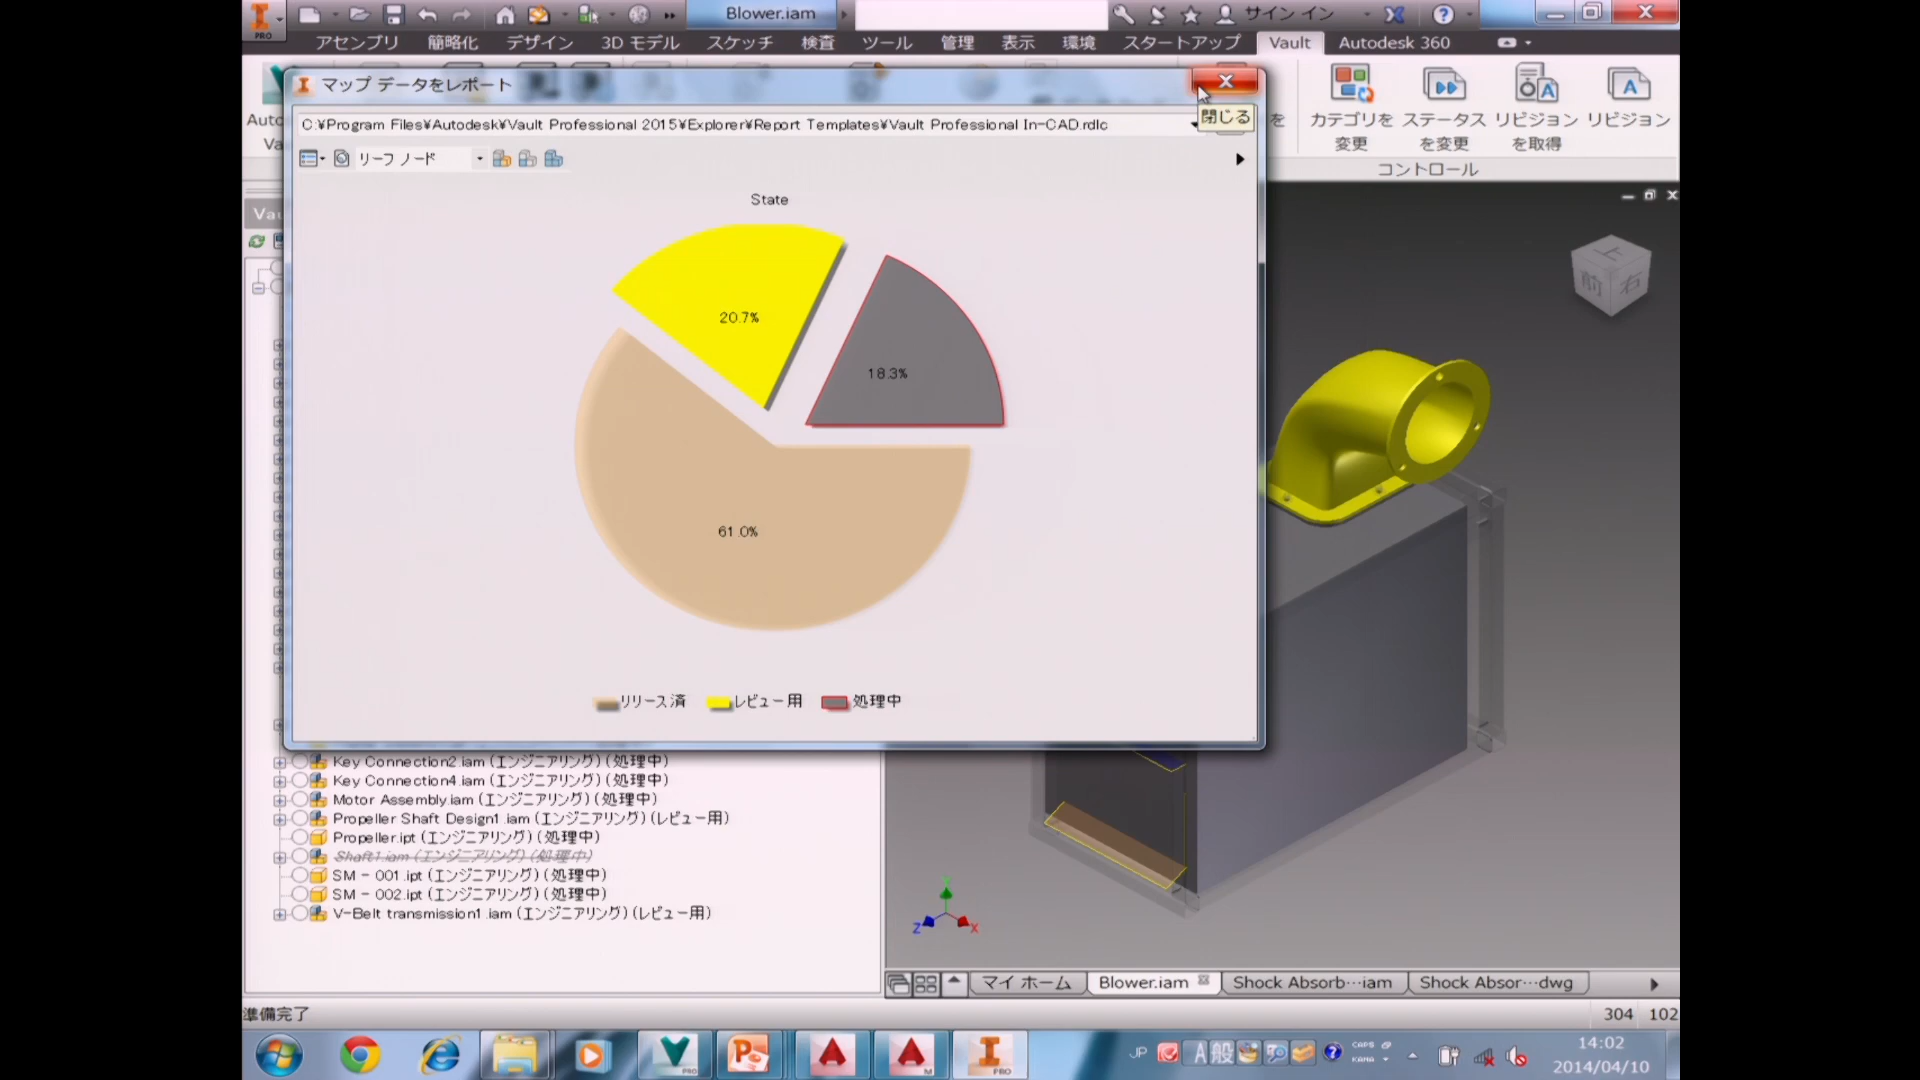 PRO
Blower.iam
サイン イン
アセンブリ 簡略化 デザイン 3D モデル スケッチ 検査 ツール 管理 表示 環境 スタートアップ Vault Autodesk 360
マップ データをレポート
閉じる
C:¥Program Files¥Autodesk¥Vault Professional 2015¥Explorer¥Report Templates¥Vault Professional In-CAD.rdlc
リーフ ノード
Auto
Va
を
カテゴリを変更
ステータスを変更
リビジョンを取得
リビジョン
コントロール
Vau
State
20.7%
18.3%
61.0%
リリース済 レビュー用 処理中
上
前
右
Key Connection2.iam (エンジニアリング) (処理中)
Key Connection4.iam (エンジニアリング) (処理中)
Motor Assembly.iam (エンジニアリング) (処理中)
Propeller Shaft Design1.iam (エンジニアリング) (レビュー用)
Propeller.ipt (エンジニアリング) (処理中)
Shaft1.iam (エンジニアリング) (処理中)
SM - 001.ipt (エンジニアリング) (処理中)
SM - 002.ipt (エンジニアリング) (処理中)
V-Belt transmission1.iam (エンジニアリング) (レビュー用)
Y
Z
X
マイ ホーム Blower.iam Shock Absorb…iam Shock Absor…dwg
準備完了
304 102
JP A般 CAPS KANA
14:02
2014/04/10